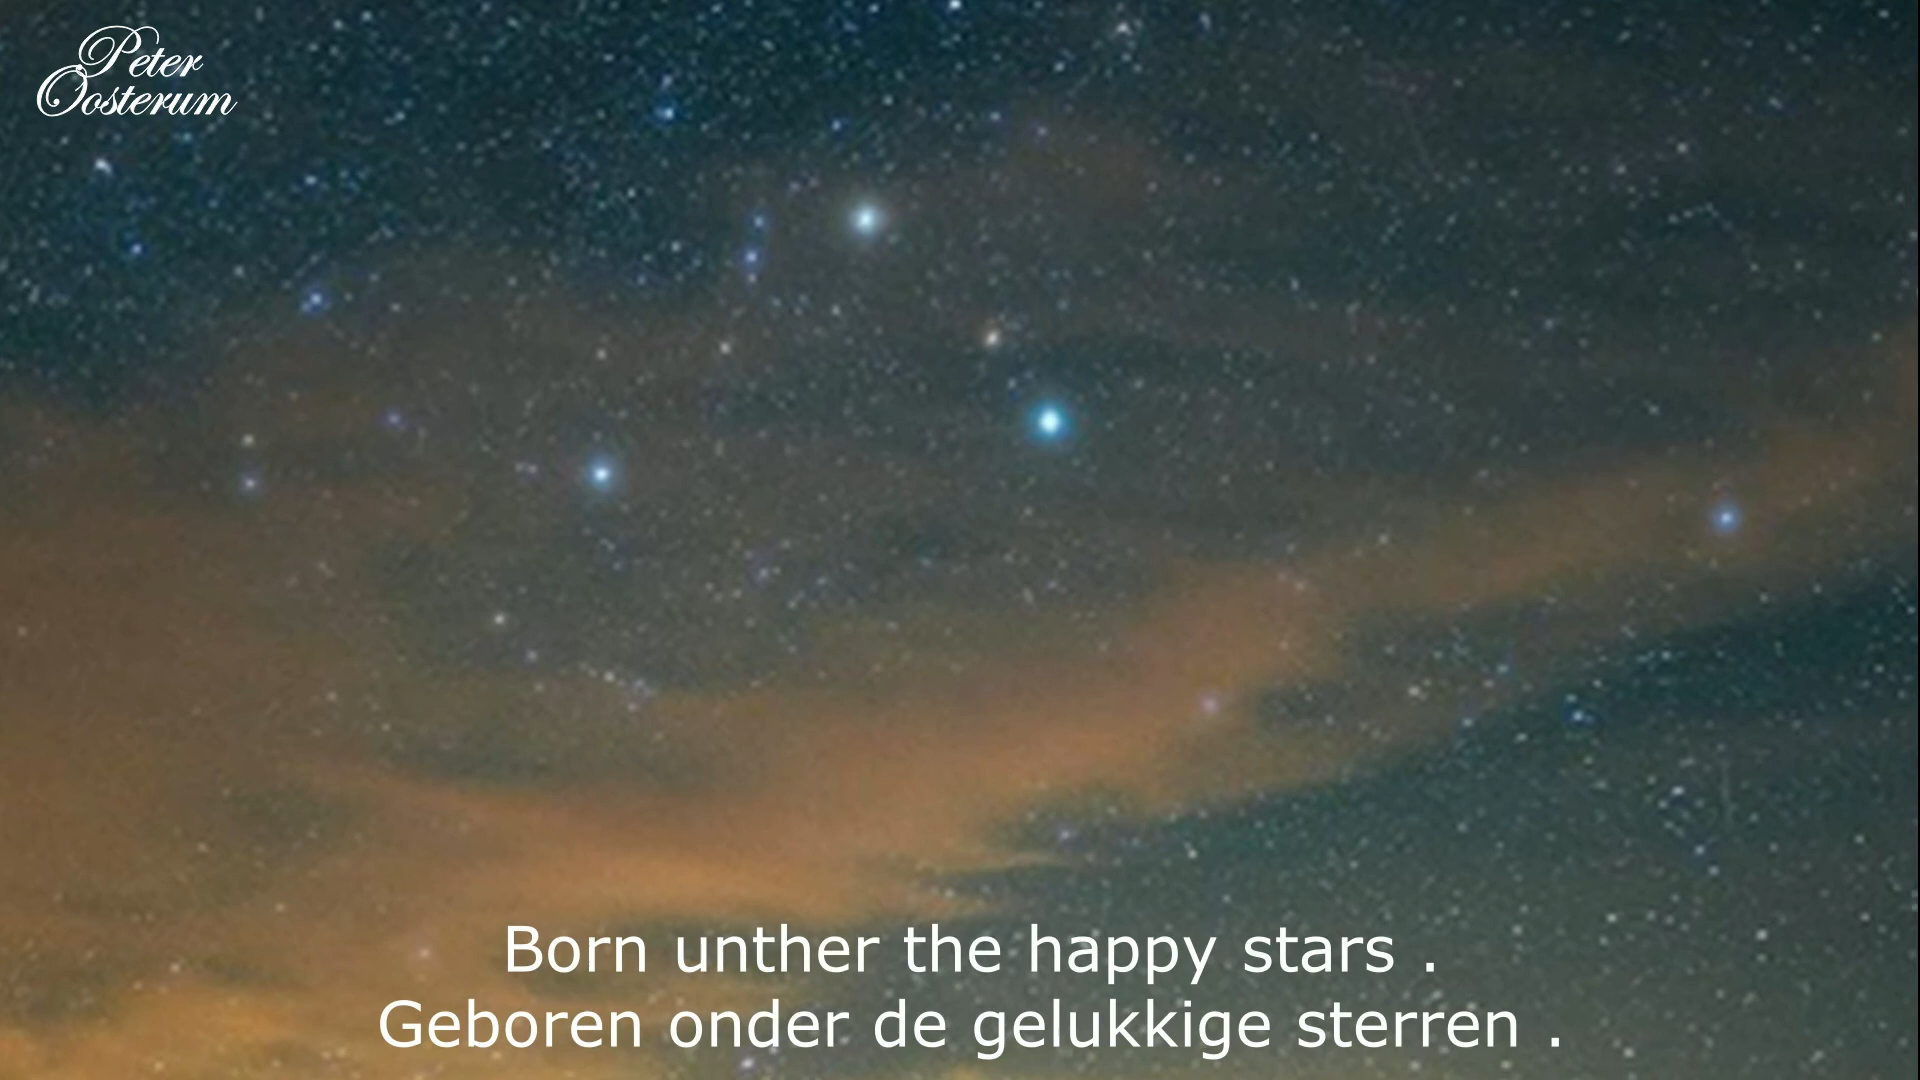 Peter
Oosterum
Born unther the happy stars .
Geboren onder de gelukkige sterren .